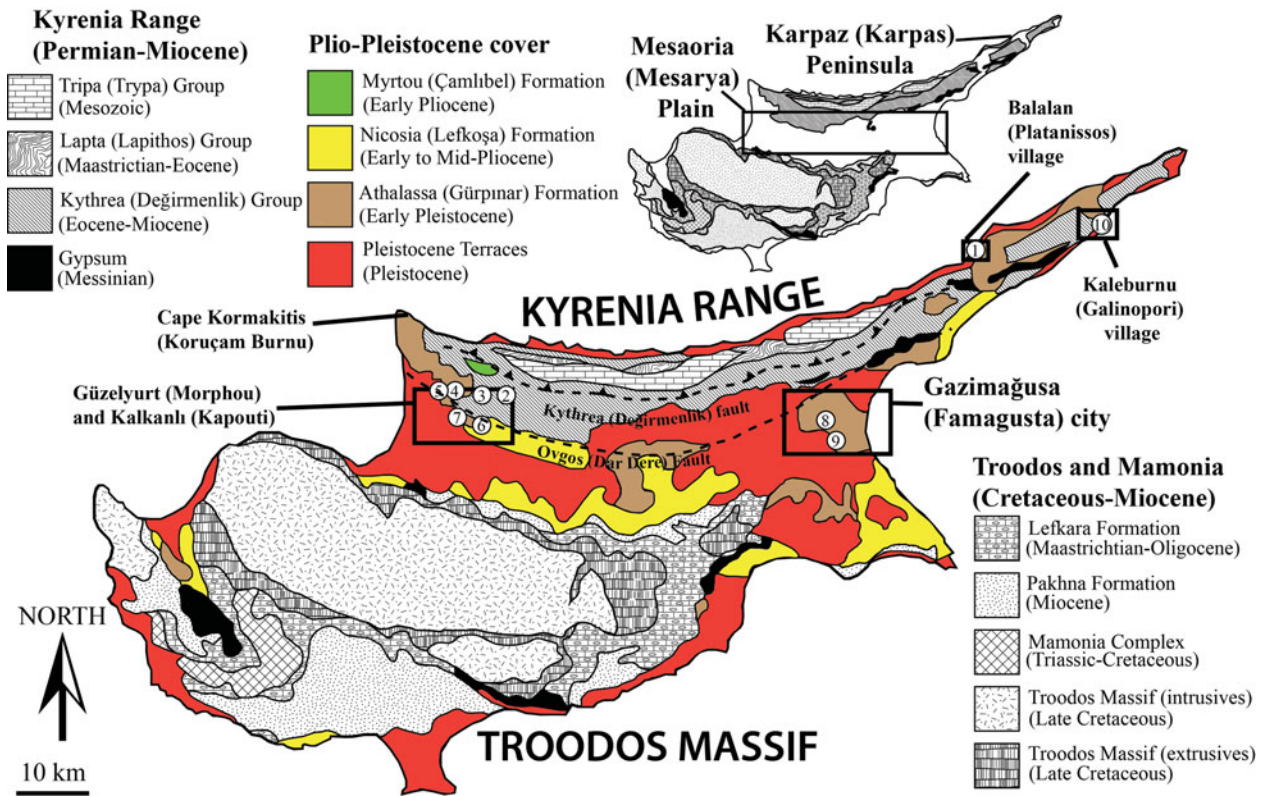 Kyrenia Range
(Permian-Miocene)
Tripa (Trypa) Group
(Mesozoic)
Lapta (Lapithos) Group
(Maastrictian-Eocene)
Kythrea (Değirmenlik) Group
(Eocene-Miocene)
Gypsum
(Messinian)
Plio-Pleistocene cover
Myrtou (Çamlıbel) Formation
(Early Pliocene)
Nicosia (Lefkoşa) Formation
(Early to Mid-Pliocene)
Athalassa (Gürpınar) Formation
(Early Pleistocene)
Pleistocene Terraces
(Pleistocene)
Mesaoria
(Mesarya)
Plain
Karpaz (Karpas)
Peninsula
Balalan
(Platanissos)
village
1
10
Kaleburnu
(Galinopori)
village
KYRENIA RANGE
Cape Kormakitis
(Koruçam Burnu)
Güzelyurt (Morphou)
and Kalkanlı (Kapouti)
5
4
3
2
7
6
Kythrea (Değirmenlik) fault
Ovgos (Dar Dere) Fault
8
9
Gazimağusa
(Famagusta) city
Troodos and Mamonia
(Cretaceous-Miocene)
Lefkara Formation
(Maastrichtian-Oligocene)
Pakhna Formation
(Miocene)
Mamonia Complex
(Triassic-Cretaceous)
Troodos Massif (intrusives)
(Late Cretaceous)
Troodos Massif (extrusives)
(Late Cretaceous)
NORTH
10 km
TROODOS MASSIF